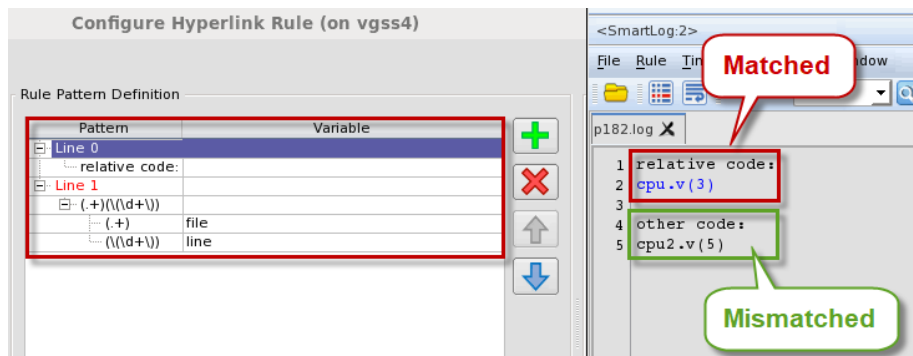 Configure Hyperlink Rule (on vgss4)
Rule Pattern Definition
Pattern Variable
Line 0
relative code:
Line 1
(.+)(\(\d+\))
(.+) file
(\(\d+\)) line
<SmartLog:2>
File Rule
Matched
p182.log
1 relative code:
2 cpu.v(3)
3
4 other code:
5 cpu2.v(5)
Mismatched